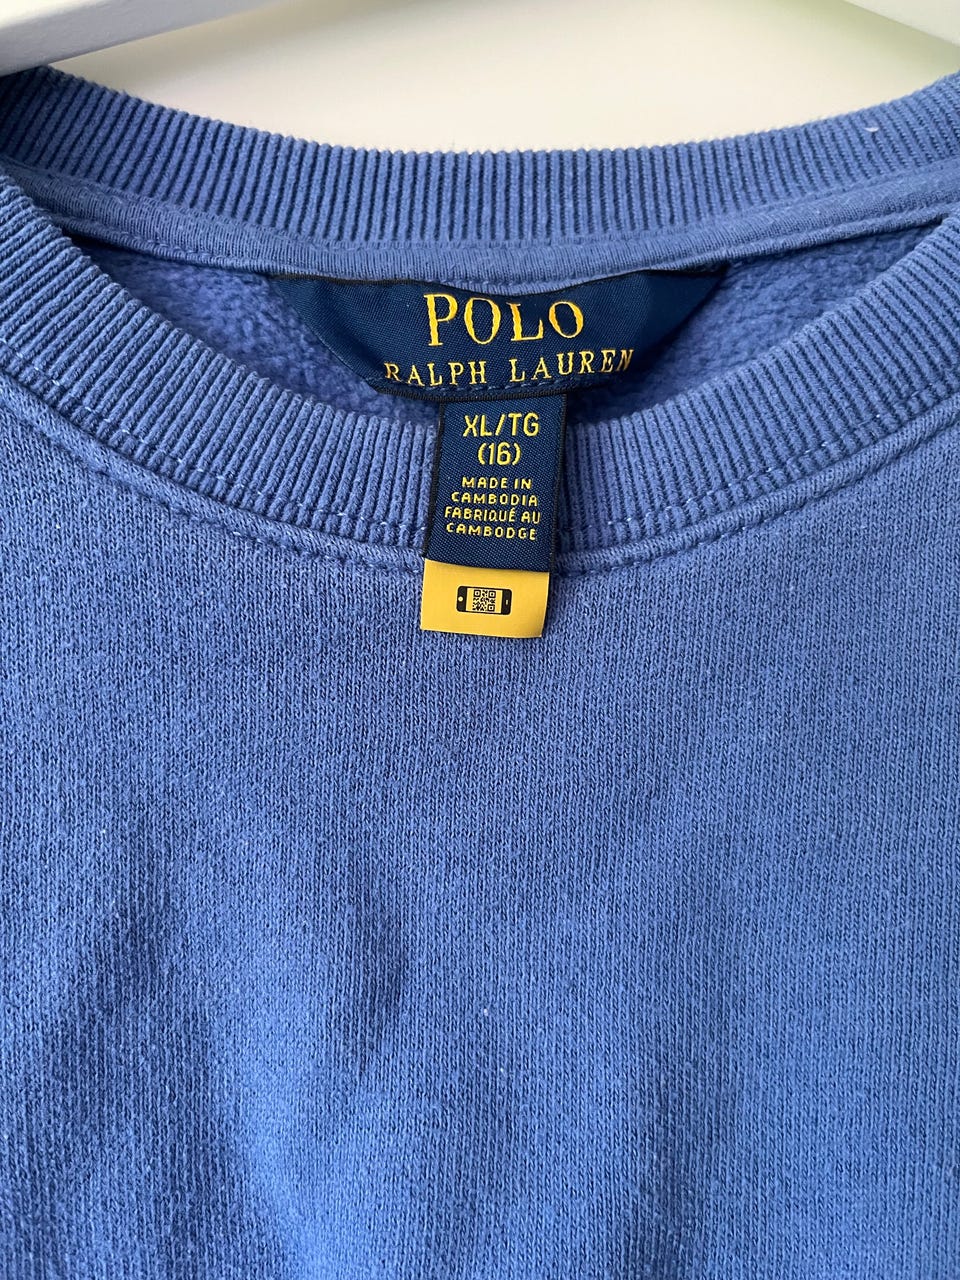 POLO
RALPH LAUREN
XL/TG
(16)
MADE IN
CAMBODIA
FABRIQUÉ AU
CAMBODGE